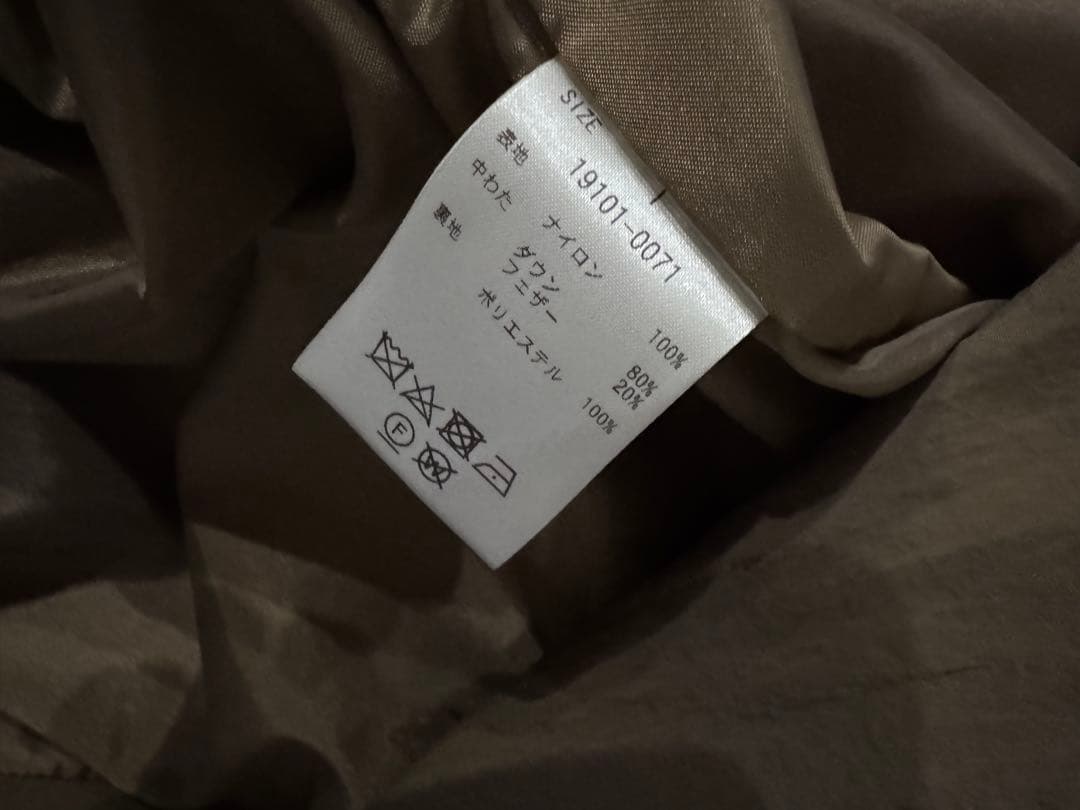 SIZE
19101-0071
表地 ナイロン 100%
中わた ダウン 80%
フェザー 20%
裏地 ポリエステル 100%
F
W